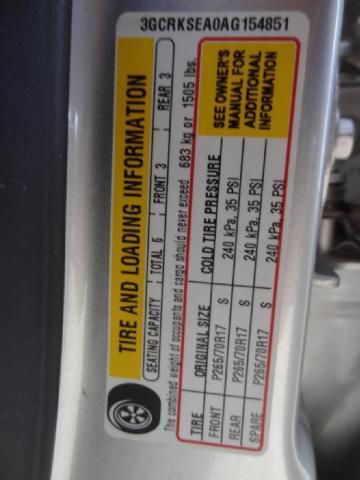 3GCRKSEA0AG154851
TIRE AND LOADING INFORMATION
SEATING CAPACITY TOTAL 6 FRONT 3 REAR 3
The combined weight of occupants and cargo should never exceed 683 kg or 1505 lbs.
TIRE ORIGINAL SIZE COLD TIRE PRESSURE
FRONT P265/70R17 S 240 kPa, 35 PSI
REAR P265/70R17 S 240 kPa, 35 PSI
SPARE P265/70R17 S 240 kPa, 35 PSI
SEE OWNER'S
MANUAL FOR
ADDITIONAL
INFORMATION